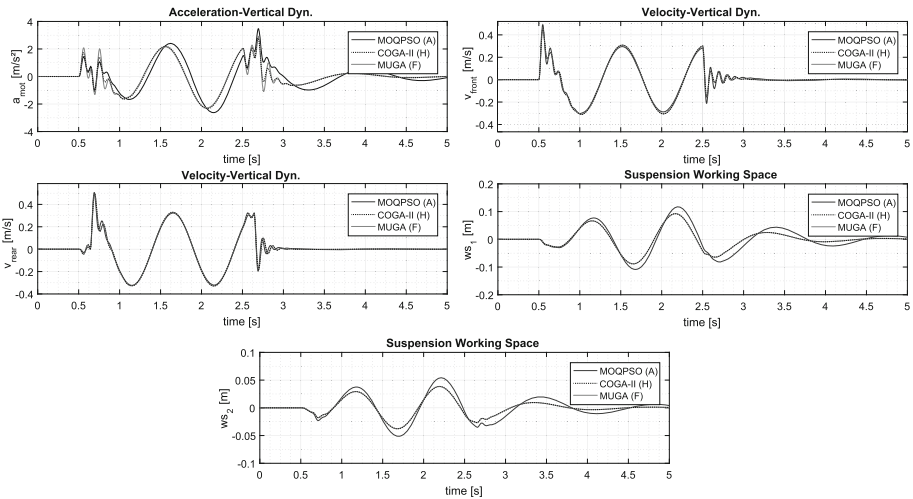 Acceleration-Vertical Dyn.
4
2
0
-2
-4
a mot [m/s²]
MOQPSO (A)
COGA-II (H)
MUGA (F)
0 0.5 1 1.5 2 2.5 3 3.5 4 4.5 5
time [s]
Velocity-Vertical Dyn.
0.4
0.2
0
-0.2
-0.4
v front [m/s]
MOQPSO (A)
COGA-II (H)
MUGA (F)
0 0.5 1 1.5 2 2.5 3 3.5 4 4.5 5
time [s]
Velocity-Vertical Dyn.
0.4
0.2
0
-0.2
-0.4
v rear [m/s]
MOQPSO (A)
COGA-II (H)
MUGA (F)
0 0.5 1 1.5 2 2.5 3 3.5 4 4.5 5
time [s]
Suspension Working Space
0.2
0.1
0
-0.1
-0.2
ws 1 [m]
MOQPSO (A)
COGA-II (H)
MUGA (F)
0 0.5 1 1.5 2 2.5 3 3.5 4 4.5 5
time [s]
Suspension Working Space
0.1
0.05
0
-0.05
-0.1
ws 2 [m]
MOQPSO (A)
COGA-II (H)
MUGA (F)
0 0.5 1 1.5 2 2.5 3 3.5 4 4.5 5
time [s]